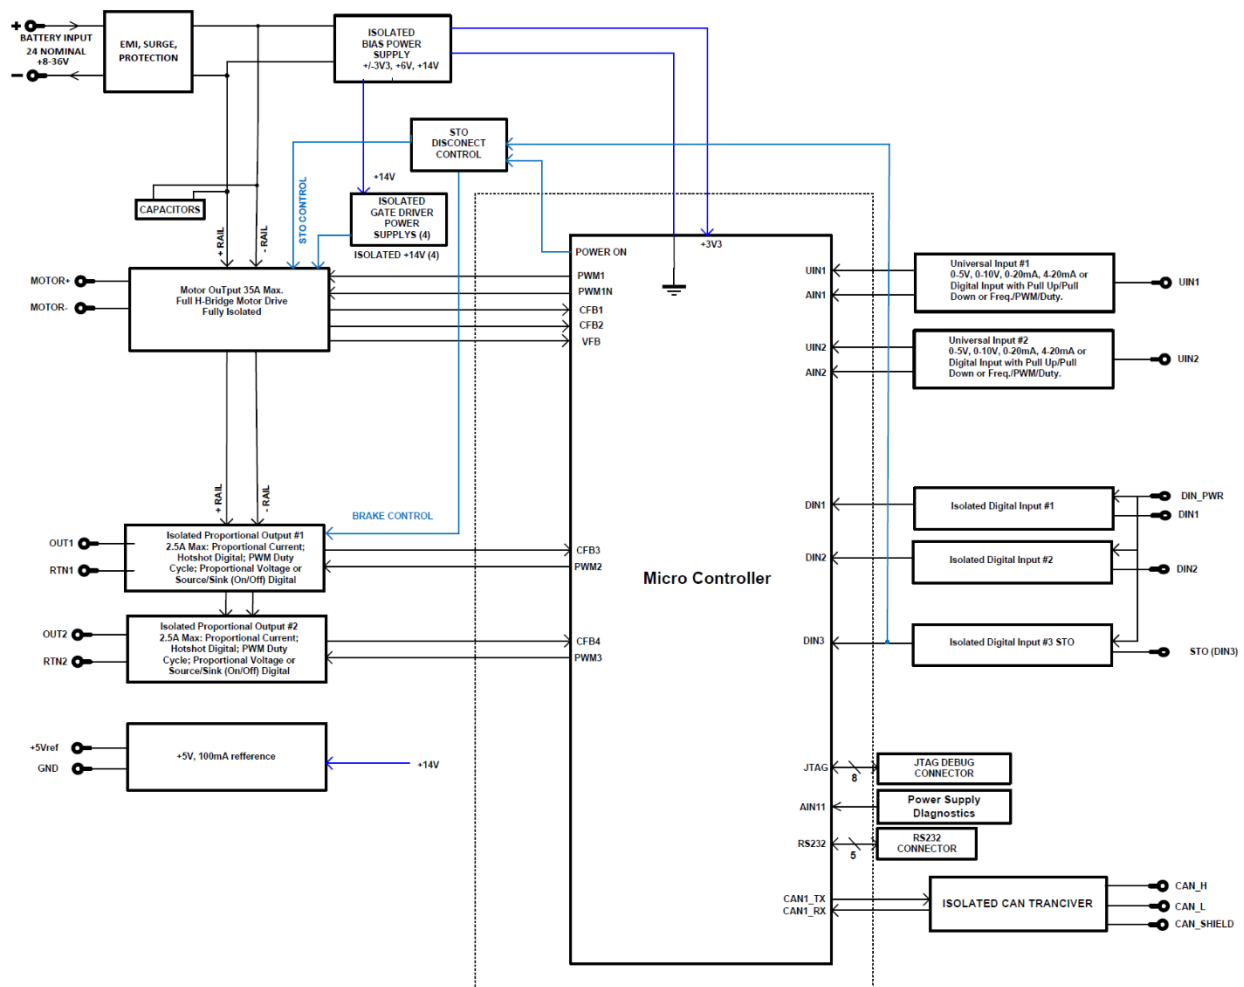 +
BATTERY INPUT
24 NOMINAL
+8-36V
–
EMI, SURGE,
PROTECTION
ISOLATED
BIAS POWER
SUPPLY
+/-3V3, +6V, +14V
STO
DISCONECT
CONTROL
+14V
CAPACITORS
ISOLATED
GATE DRIVER
POWER
SUPPLYS (4)
ISOLATED +14V (4)
STO CONTROL
+ RAIL
- RAIL
MOTOR+
MOTOR-
Motor OuTput 35A Max.
Full H-Bridge Motor Drive
Fully Isolated
POWER ON
+3V3
PWM1
PWM1N
CFB1
CFB2
VFB
UIN1
AIN1
Universal Input #1
0-5V, 0-10V, 0-20mA, 4-20mA or
Digital Input with Pull Up/Pull
Down or Freq./PWM/Duty.
UIN1
UIN2
AIN2
Universal Input #2
0-5V, 0-10V, 0-20mA, 4-20mA or
Digital Input with Pull Up/Pull
Down or Freq./PWM/Duty.
UIN2
+ RAIL
- RAIL
BRAKE CONTROL
OUT1
RTN1
Isolated Proportional Output #1
2.5A Max: Proportional Current;
Hotshot Digital; PWM Duty
Cycle; Proportional Voltage or
Source/Sink (On/Off) Digital
CFB3
PWM2
OUT2
RTN2
Isolated Proportional Output #2
2.5A Max: Proportional Current;
Hotshot Digital; PWM Duty
Cycle; Proportional Voltage or
Source/Sink (On/Off) Digital
CFB4
PWM3
Micro Controller
DIN1
Isolated Digital Input #1
DIN_PWR
DIN1
DIN2
Isolated Digital Input #2
DIN2
DIN3
Isolated Digital Input #3 STO
STO (DIN3)
+5Vref
GND
+5V, 100mA refference
+14V
JTAG
8
JTAG DEBUG
CONNECTOR
AIN11
Power Supply
DIagnostics
RS232
5
RS232
CONNECTOR
CAN1_TX
CAN1_RX
ISOLATED CAN TRANCIVER
CAN_H
CAN_L
CAN_SHIELD